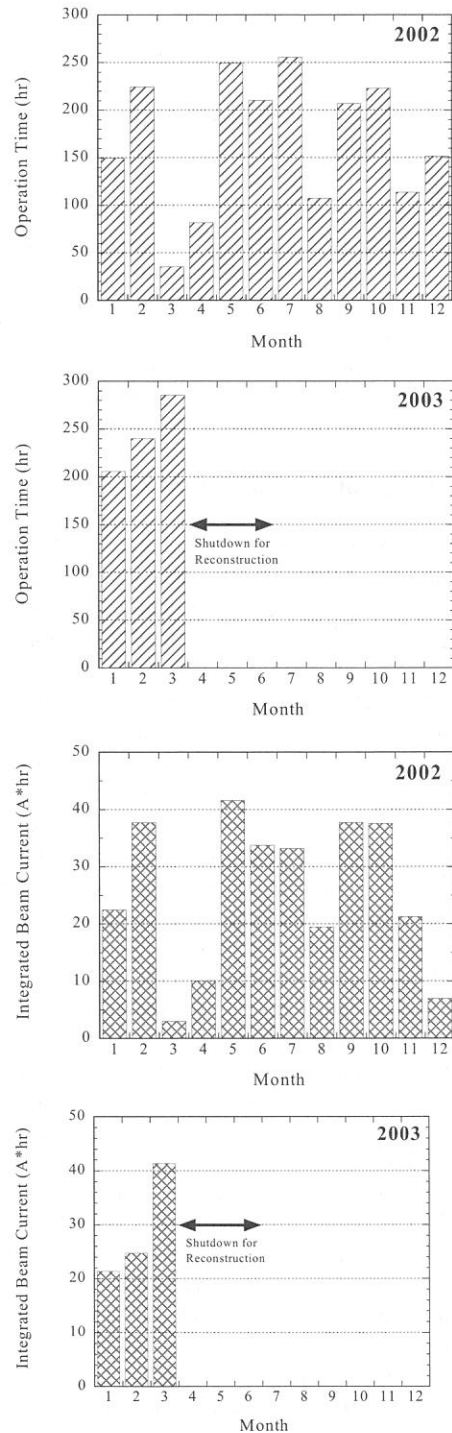 300
2002
250
200
150
100
50
0
Operation Time (hr)
1 2 3 4 5 6 7 8 9 10 11 12
Month
300
2003
250
200
150
100
50
0
Operation Time (hr)
Shutdown for
Reconstruction
1 2 3 4 5 6 7 8 9 10 11 12
Month
50
2002
40
30
20
10
0
Integrated Beam Current (A*hr)
1 2 3 4 5 6 7 8 9 10 11 12
Month
50
2003
40
30
20
10
0
Integrated Beam Current (A*hr)
Shutdown for
Reconstruction
1 2 3 4 5 6 7 8 9 10 11 12
Month